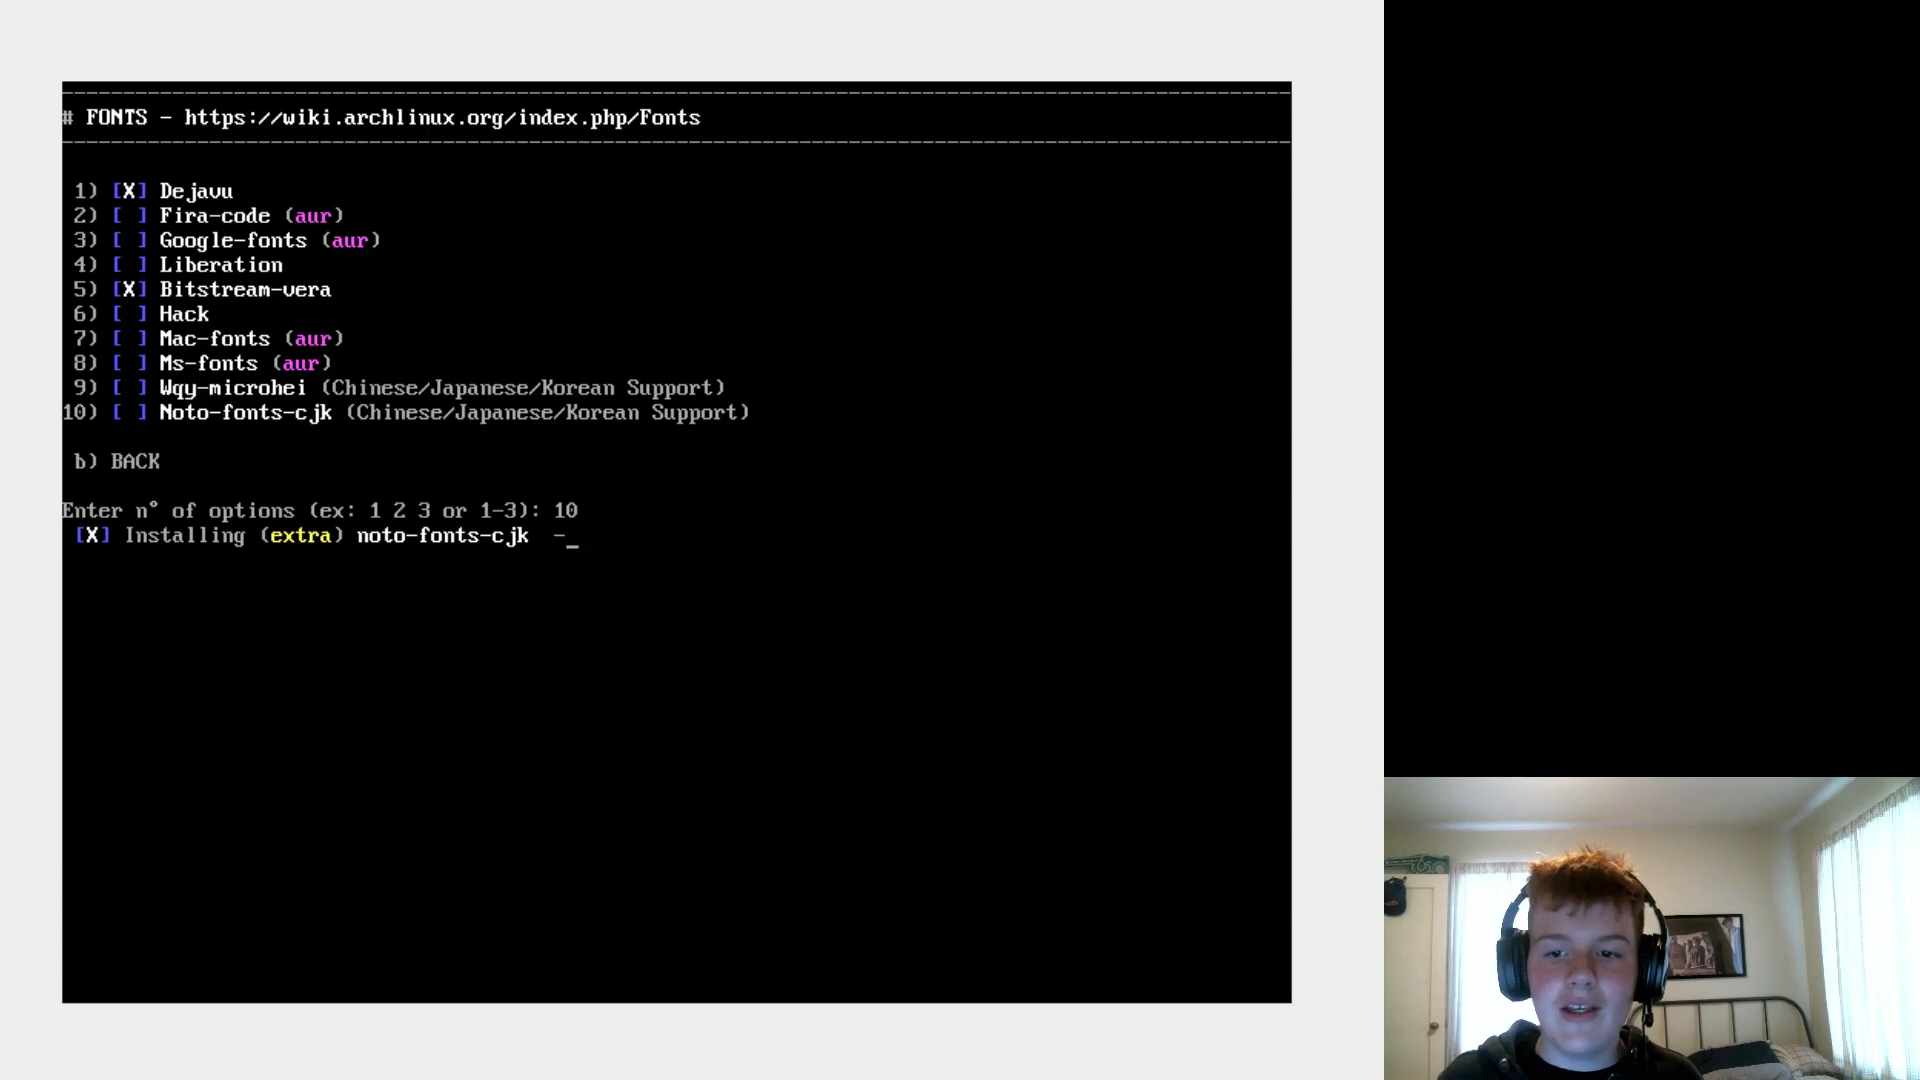 # FONTS - https://wiki.archlinux.org/index.php/Fonts
1) [X] Dejavu
2) [ ] Fira-code (aur)
3) [ ] Google-fonts (aur)
4) [ ] Liberation
5) [X] Bitstream-vera
6) [ ] Hack
7) [ ] Mac-fonts (aur)
8) [ ] Ms-fonts (aur)
9) [ ] Wqy-microhei (Chinese/Japanese/Korean Support)
10) [ ] Noto-fonts-cjk (Chinese/Japanese/Korean Support)
b) BACK
Enter n° of options (ex: 1 2 3 or 1-3): 10
[X] Installing (extra) noto-fonts-cjk -_